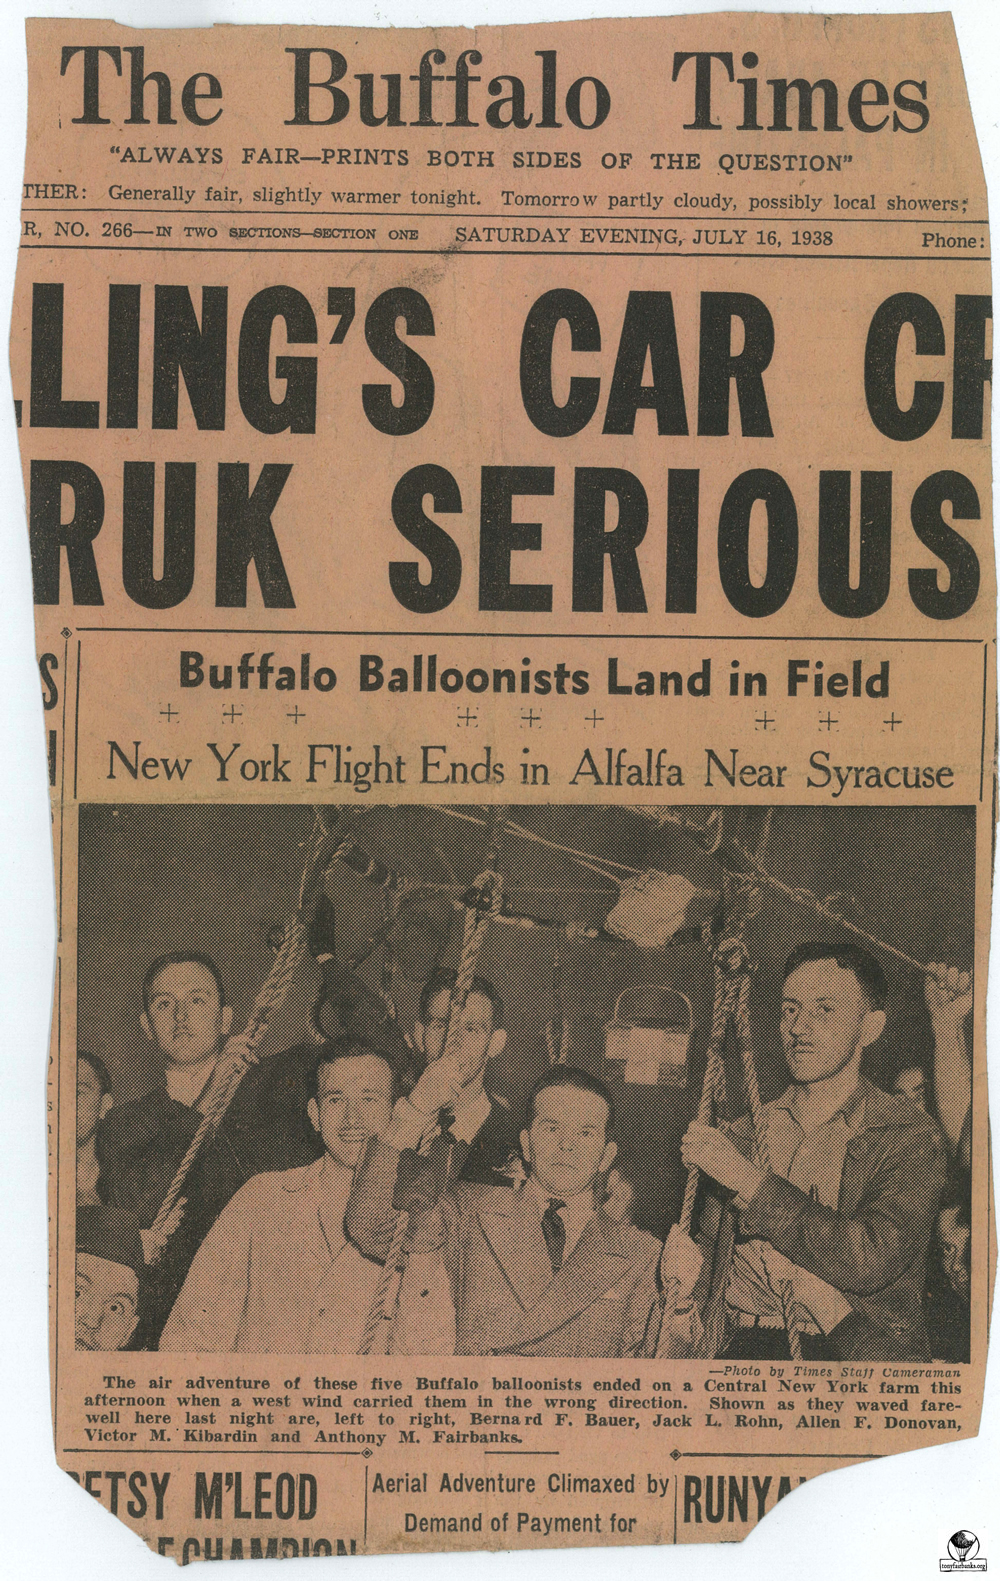 The Buffalo Times
"ALWAYS FAIR—PRINTS BOTH SIDES OF THE QUESTION"
THER: Generally fair, slightly warmer tonight. Tomorrow partly cloudy, possibly local showers;
R, NO. 266—IN TWO SECTIONS—SECTION ONE SATURDAY EVENING, JULY 16, 1938 Phone:
LING'S CAR CR
RUK SERIOUS
S
Buffalo Balloonists Land in Field
New York Flight Ends in Alfalfa Near Syracuse
—Photo by Times Staff Cameraman
The air adventure of these five Buffalo balloonists ended on a Central New York farm this
afternoon when a west wind carried them in the wrong direction. Shown as they waved fare-
well here last night are, left to right, Bernard F. Bauer, Jack L. Rohn, Allen F. Donovan,
Victor M. Kibardin and Anthony M. Fairbanks.
ETSY M'LEOD
F CHAMPION
Aerial Adventure Climaxed by
Demand of Payment for
RUNYA
tonyfairbanks.org